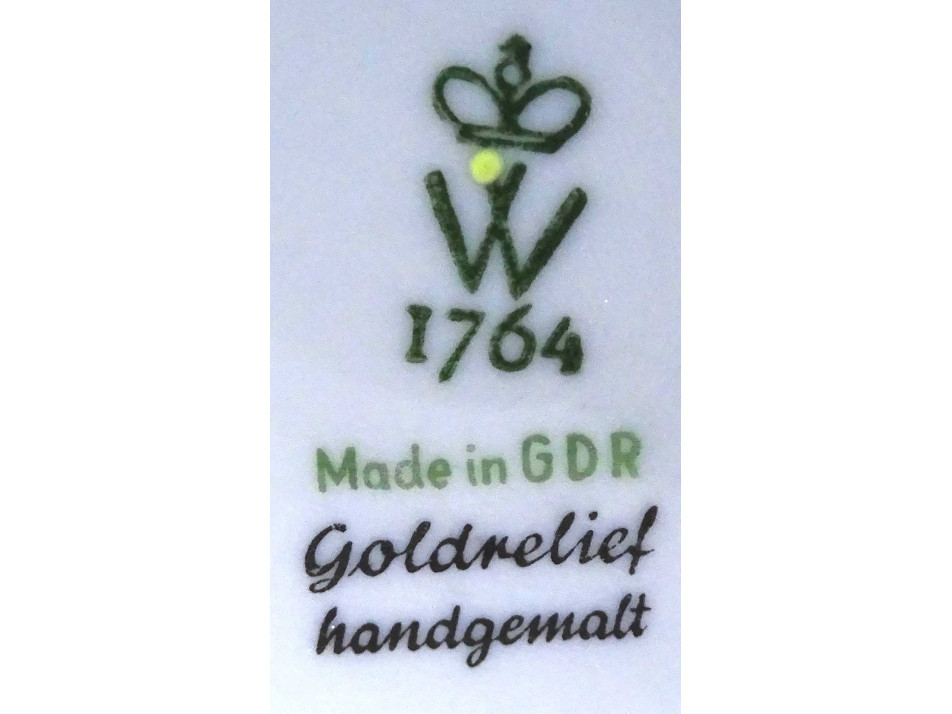 W
1764
Made in GDR
Goldrelief
handgemalt